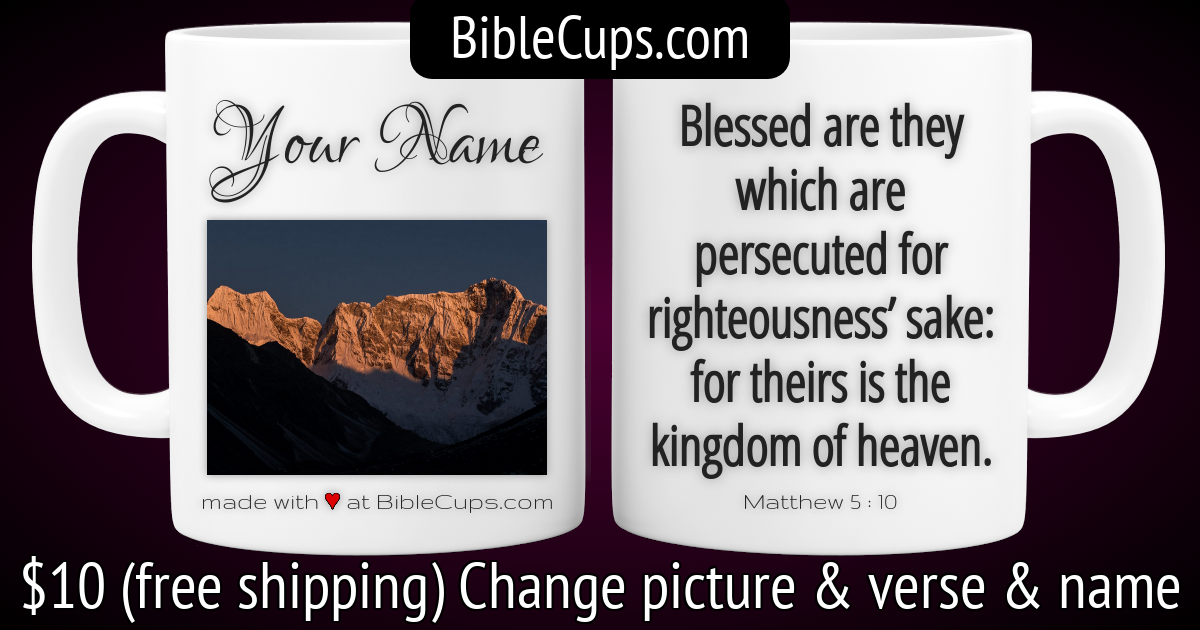 BibleCups.com
Your Name
made with ♥ at BibleCups.com
Blessed are they
which are
persecuted for
righteousness’ sake:
for theirs is the
kingdom of heaven.
Matthew 5 : 10
$10 (free shipping) Change picture & verse & name